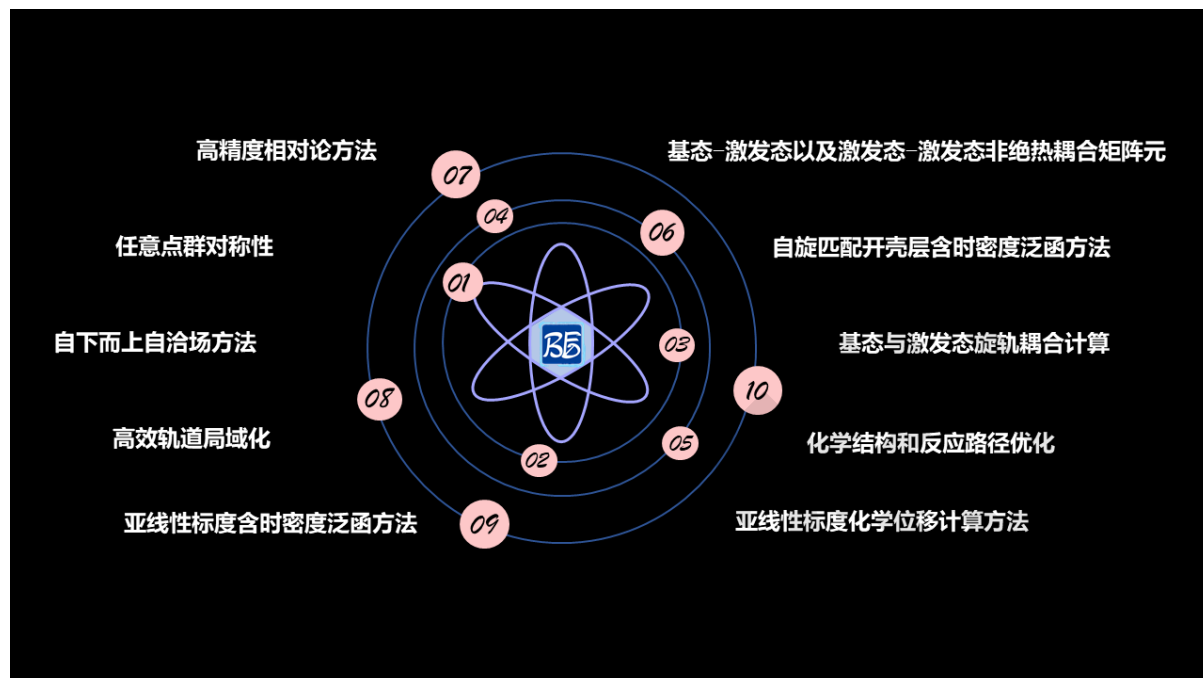 高精度相对论方法
基态-激发态以及激发态-激发态非绝热耦合矩阵元
07
04
06
任意点群对称性
自旋匹配开壳层含时密度泛函方法
01
自下而上自洽场方法
03
基态与激发态旋轨耦合计算
10
08
高效轨道局域化
02
05
化学结构和反应路径优化
亚线性标度含时密度泛函方法
09
亚线性标度化学位移计算方法